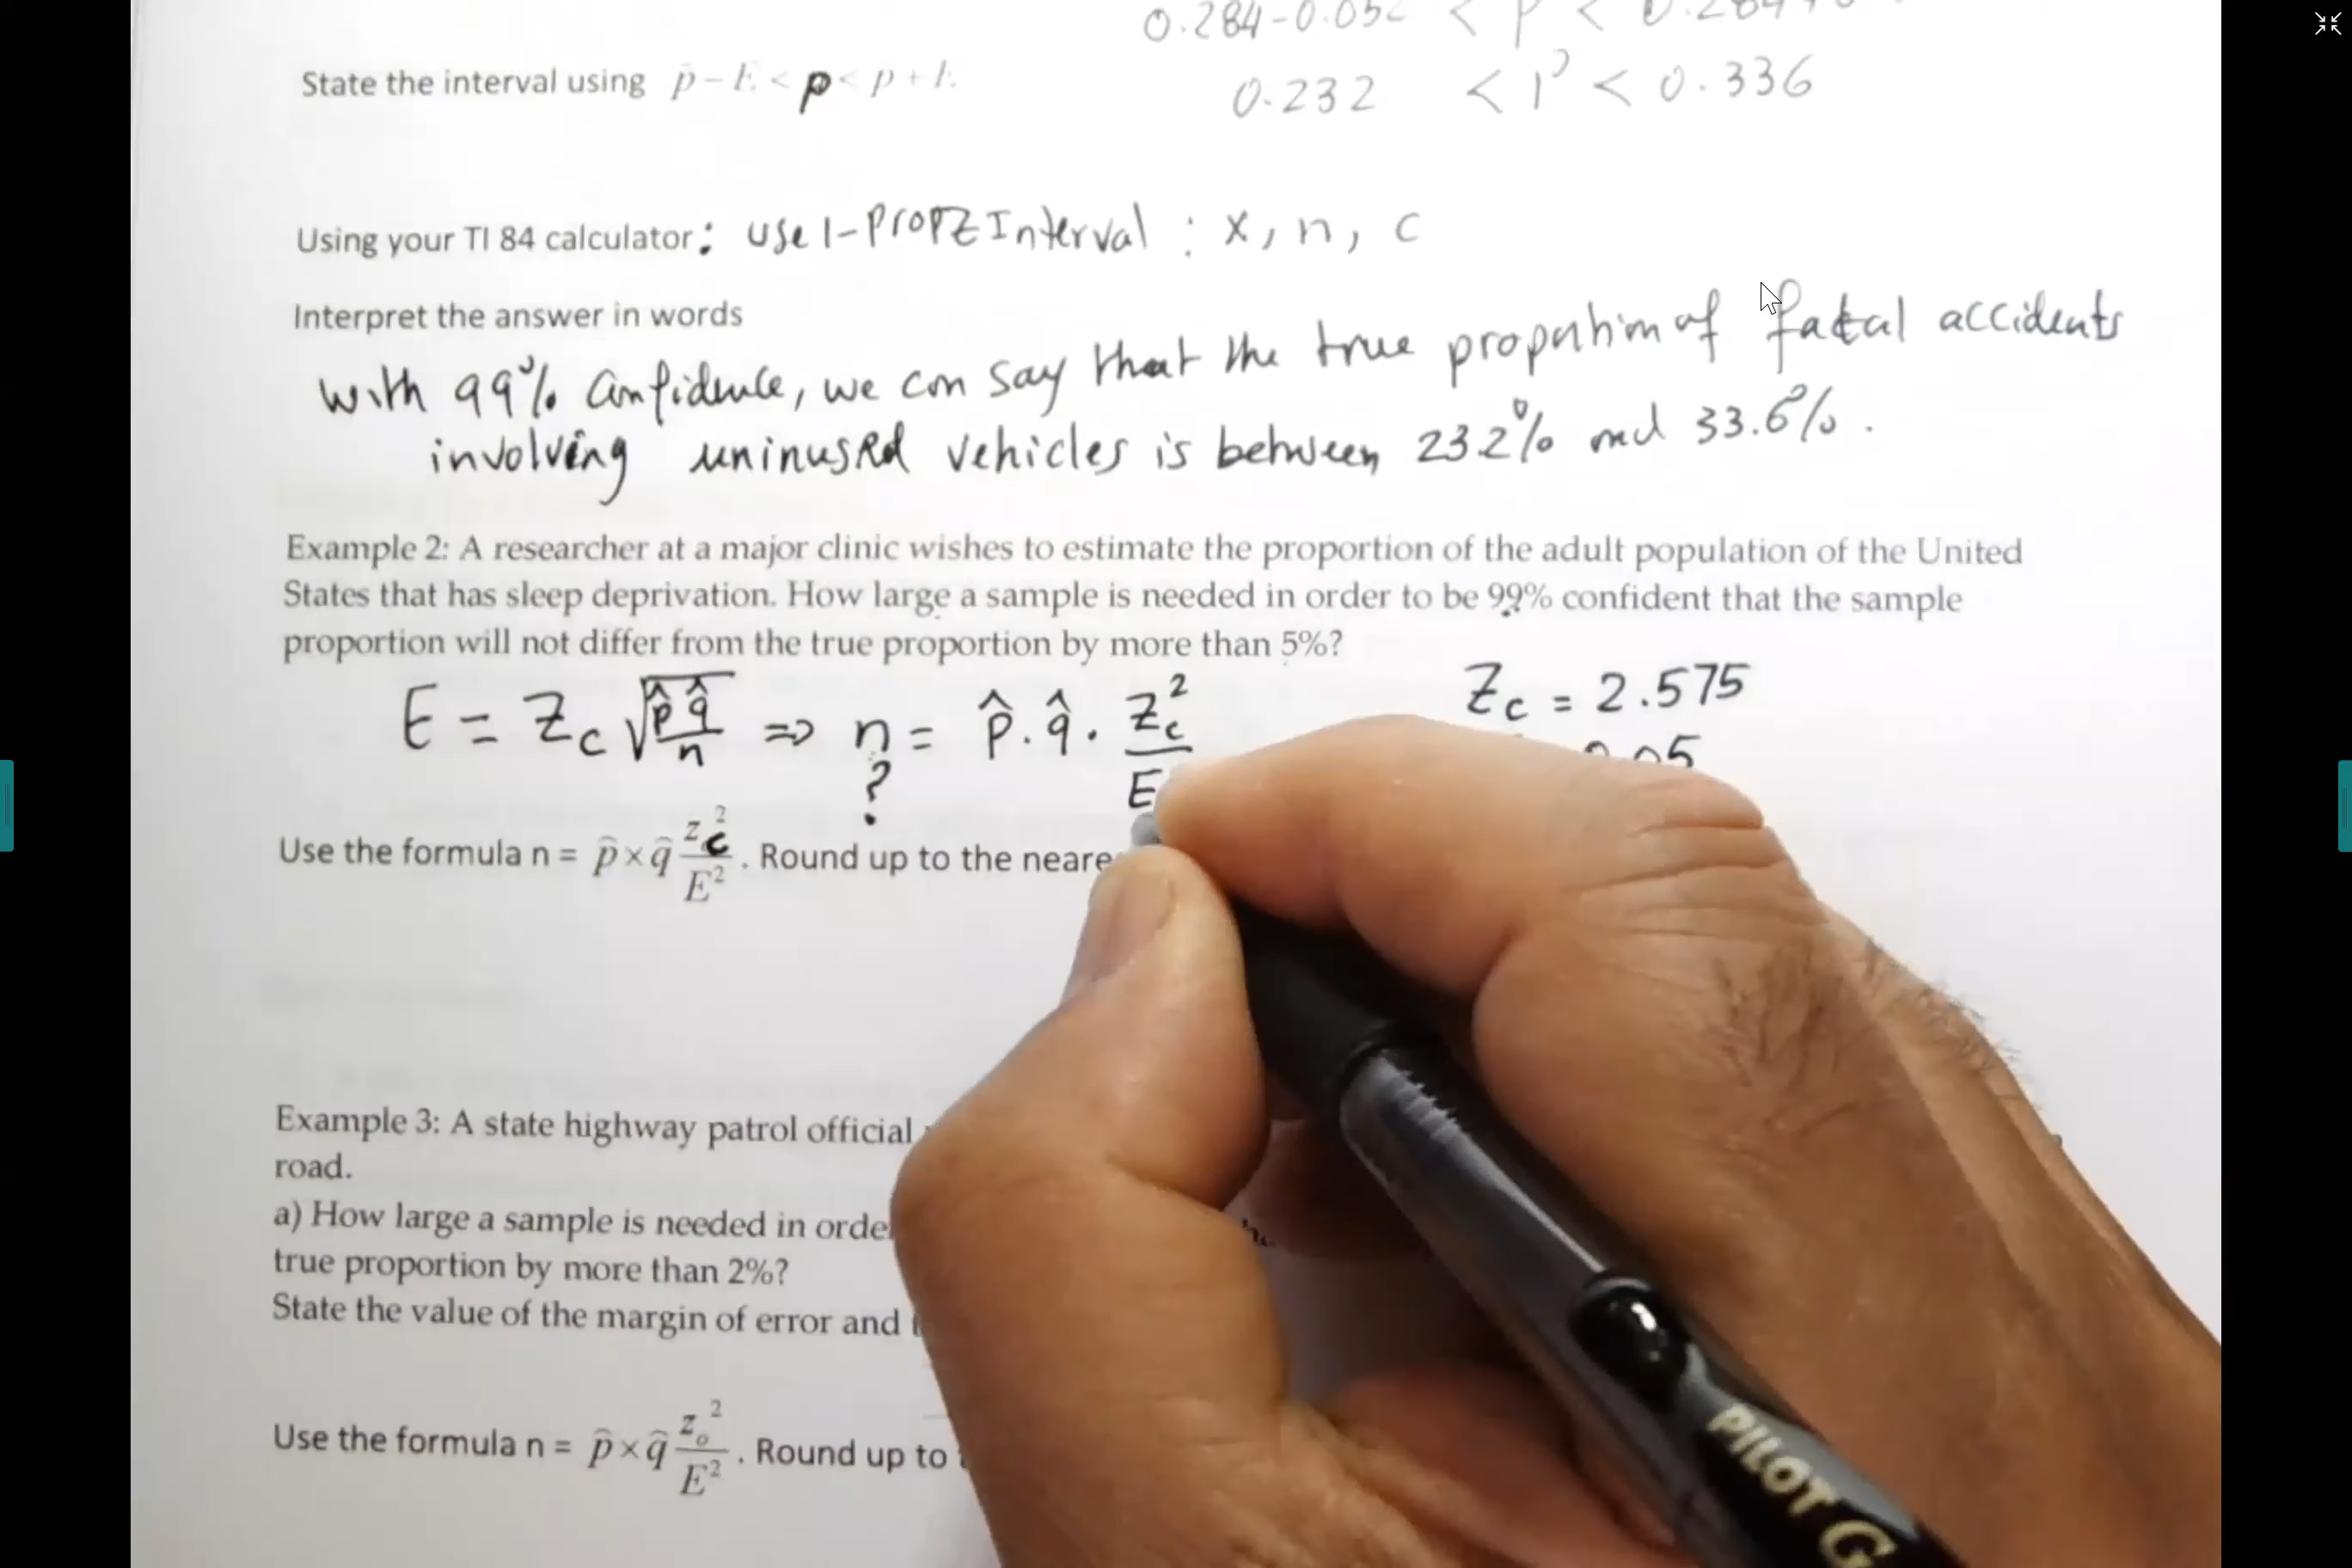 0.284-0.05 < p < 0.284
State the interval using p̂ − E < p < p + E.
0.232 < P < 0.336
Using your TI 84 calculator: use 1-PropZInterval : x, n, c
Interpret the answer in words
With 99% Confidence, we can say that the true proportion of fatal accidents
involving uninusred vehicles is between 23.2% and 33.6%.
Example 2: A researcher at a major clinic wishes to estimate the proportion of the adult population of the United
States that has sleep deprivation. How large a sample is needed in order to be 99% confident that the sample
proportion will not differ from the true proportion by more than 5%?
Zc = 2.575
E = Zc √(p̂ q̂ / n) ⇒ n = p̂ . q̂ . Zc² / E
05
?
Use the formula n = p̂ × q̂ zc² / E² . Round up to the neare
Example 3: A state highway patrol official
road.
a) How large a sample is needed in orde
true proportion by more than 2%?
State the value of the margin of error and
Use the formula n = p̂ × q̂ z₀² / E² . Round up to
PILOT G